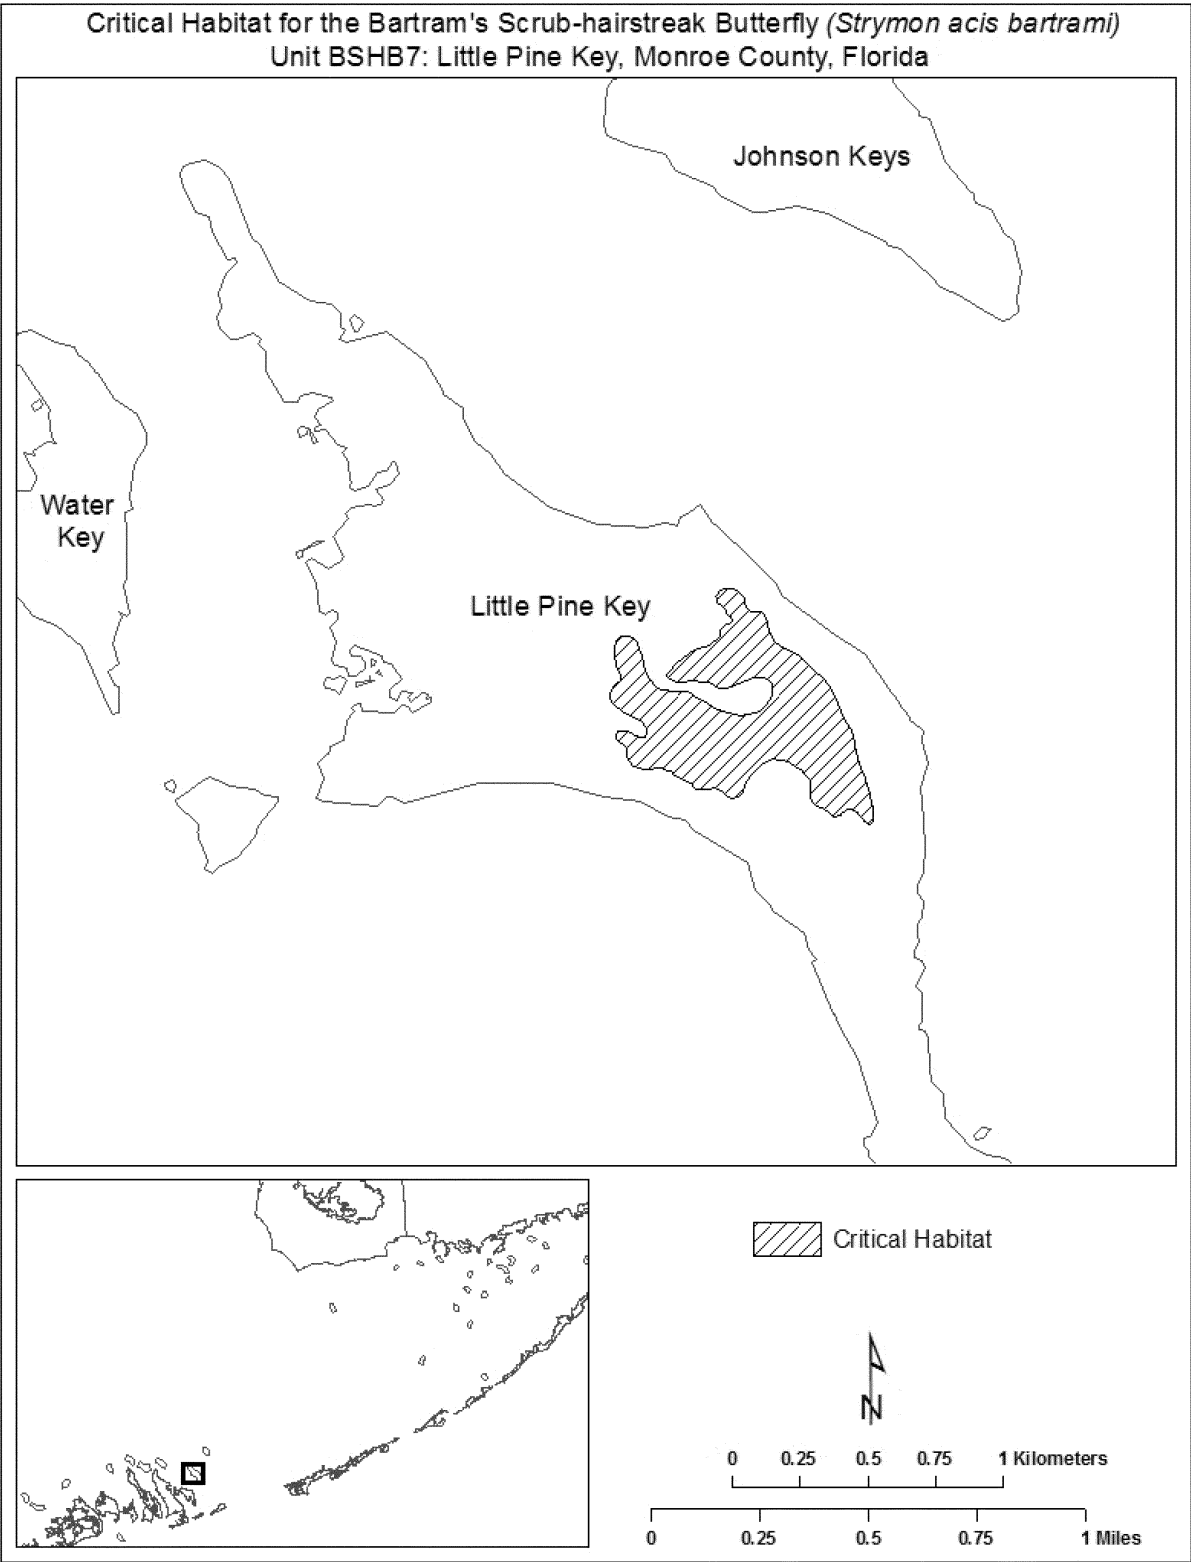 Critical Habitat for the Bartram's Scrub-hairstreak Butterfly (Strymon acis bartrami)
Unit BSHB7: Little Pine Key, Monroe County, Florida
Johnson Keys
Water
Key
Little Pine Key
Critical Habitat
N
0 0.25 0.5 0.75 1 Kilometers
0 0.25 0.5 0.75 1 Miles